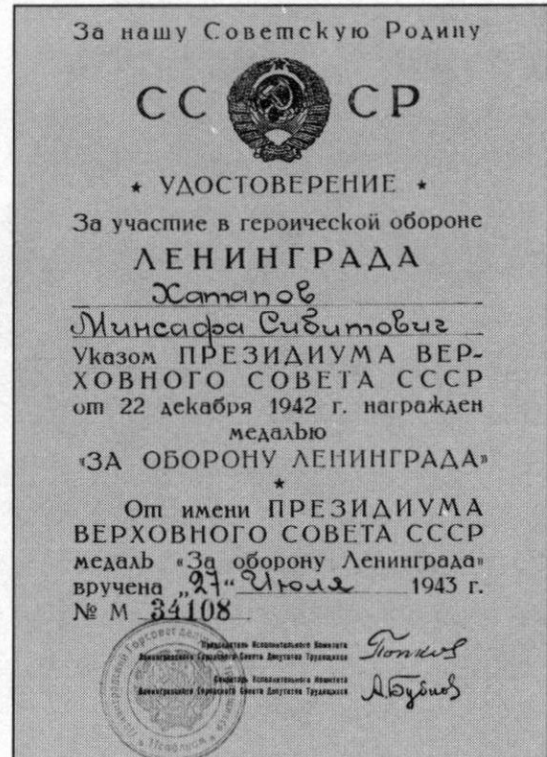 За нашу Советскую Родину
СС СР
★ УДОСТОВЕРЕНИЕ ★
За участие в героической обороне
ЛЕНИНГРАДА
Хатапов
Минсафа Сибитович
Указом ПРЕЗИДИУМА ВЕР-
ХОВНОГО СОВЕТА СССР
от 22 декабря 1942 г. награжден
медалью
«ЗА ОБОРОНУ ЛЕНИНГРАДА»
★
От имени ПРЕЗИДИУМА
ВЕРХОВНОГО СОВЕТА СССР
медаль «За оборону Ленинграда»
вручена „27“ Июля 1943 г.
№ М 34108
Председатель Исполнительного Комитета
Ленинградского Городского Совета Депутатов Трудящихся
Попков
Секретарь Исполнительного Комитета
Ленинградского Городского Совета Депутатов Трудящихся
А.Бубнов